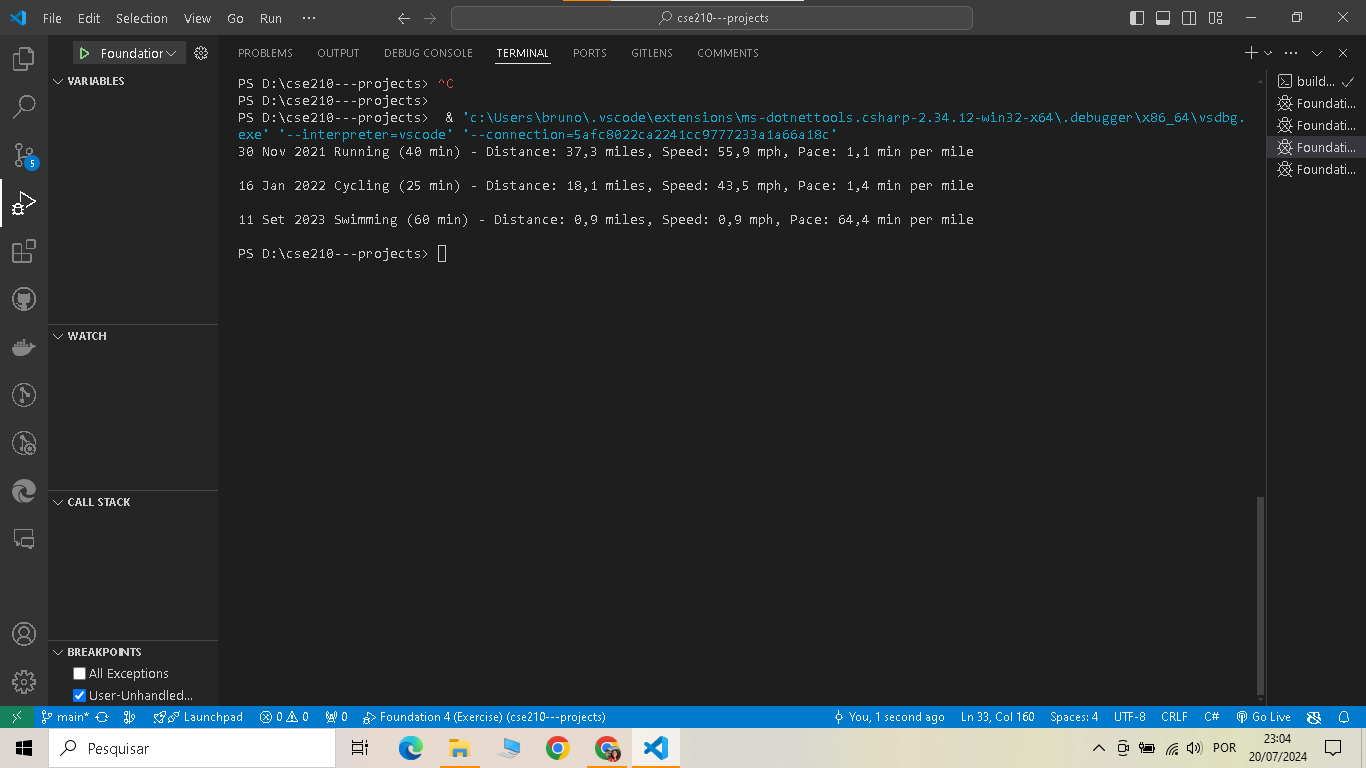 File Edit Selection View Go Run ··· cse210---projects
Foundation PROBLEMS OUTPUT DEBUG CONSOLE TERMINAL PORTS GITLENS COMMENTS
VARIABLES
WATCH
CALL STACK
BREAKPOINTS
All Exceptions
User-Unhandled...
5
PS D:\cse210---projects> ^C
PS D:\cse210---projects>
PS D:\cse210---projects>  & 'c:\Users\bruno\.vscode\extensions\ms-dotnettools.csharp-2.34.12-win32-x64\.debugger\x86_64\vsdbg.
exe' '--interpreter=vscode' '--connection=5afc8022ca2241cc9777233a1a66a18c'
30 Nov 2021 Running (40 min) - Distance: 37,3 miles, Speed: 55,9 mph, Pace: 1,1 min per mile
16 Jan 2022 Cycling (25 min) - Distance: 18,1 miles, Speed: 43,5 mph, Pace: 1,4 min per mile
11 Set 2023 Swimming (60 min) - Distance: 0,9 miles, Speed: 0,9 mph, Pace: 64,4 min per mile
PS D:\cse210---projects>
build...
Foundati...
Foundati...
Foundati...
Foundati...
main* Launchpad 0 0 0 Foundation 4 (Exercise) (cse210---projects) You, 1 second ago Ln 33, Col 160 Spaces: 4 UTF-8 CRLF C# Go Live
Pesquisar POR 23:04
20/07/2024